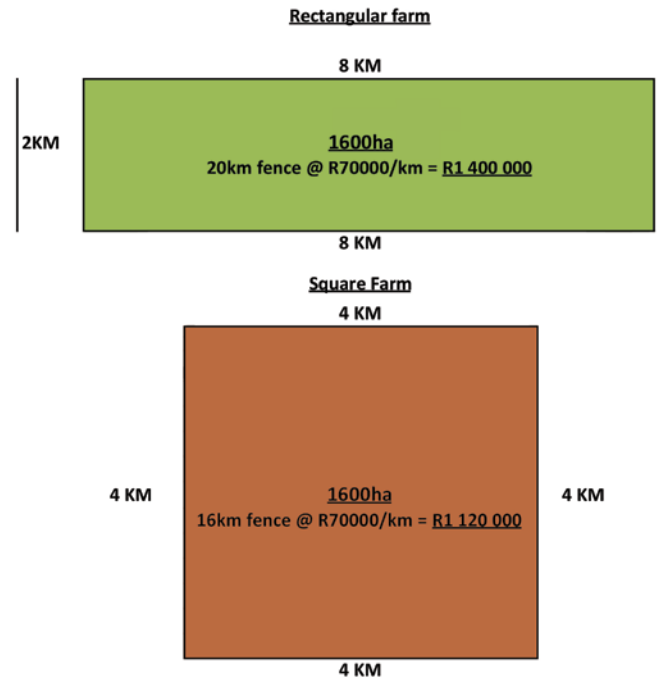 Rectangular farm
8 KM
2KM
1600ha
20km fence @ R70000/km = R1 400 000
8 KM
Square Farm
4 KM
4 KM
1600ha
4 KM
16km fence @ R70000/km = R1 120 000
4 KM